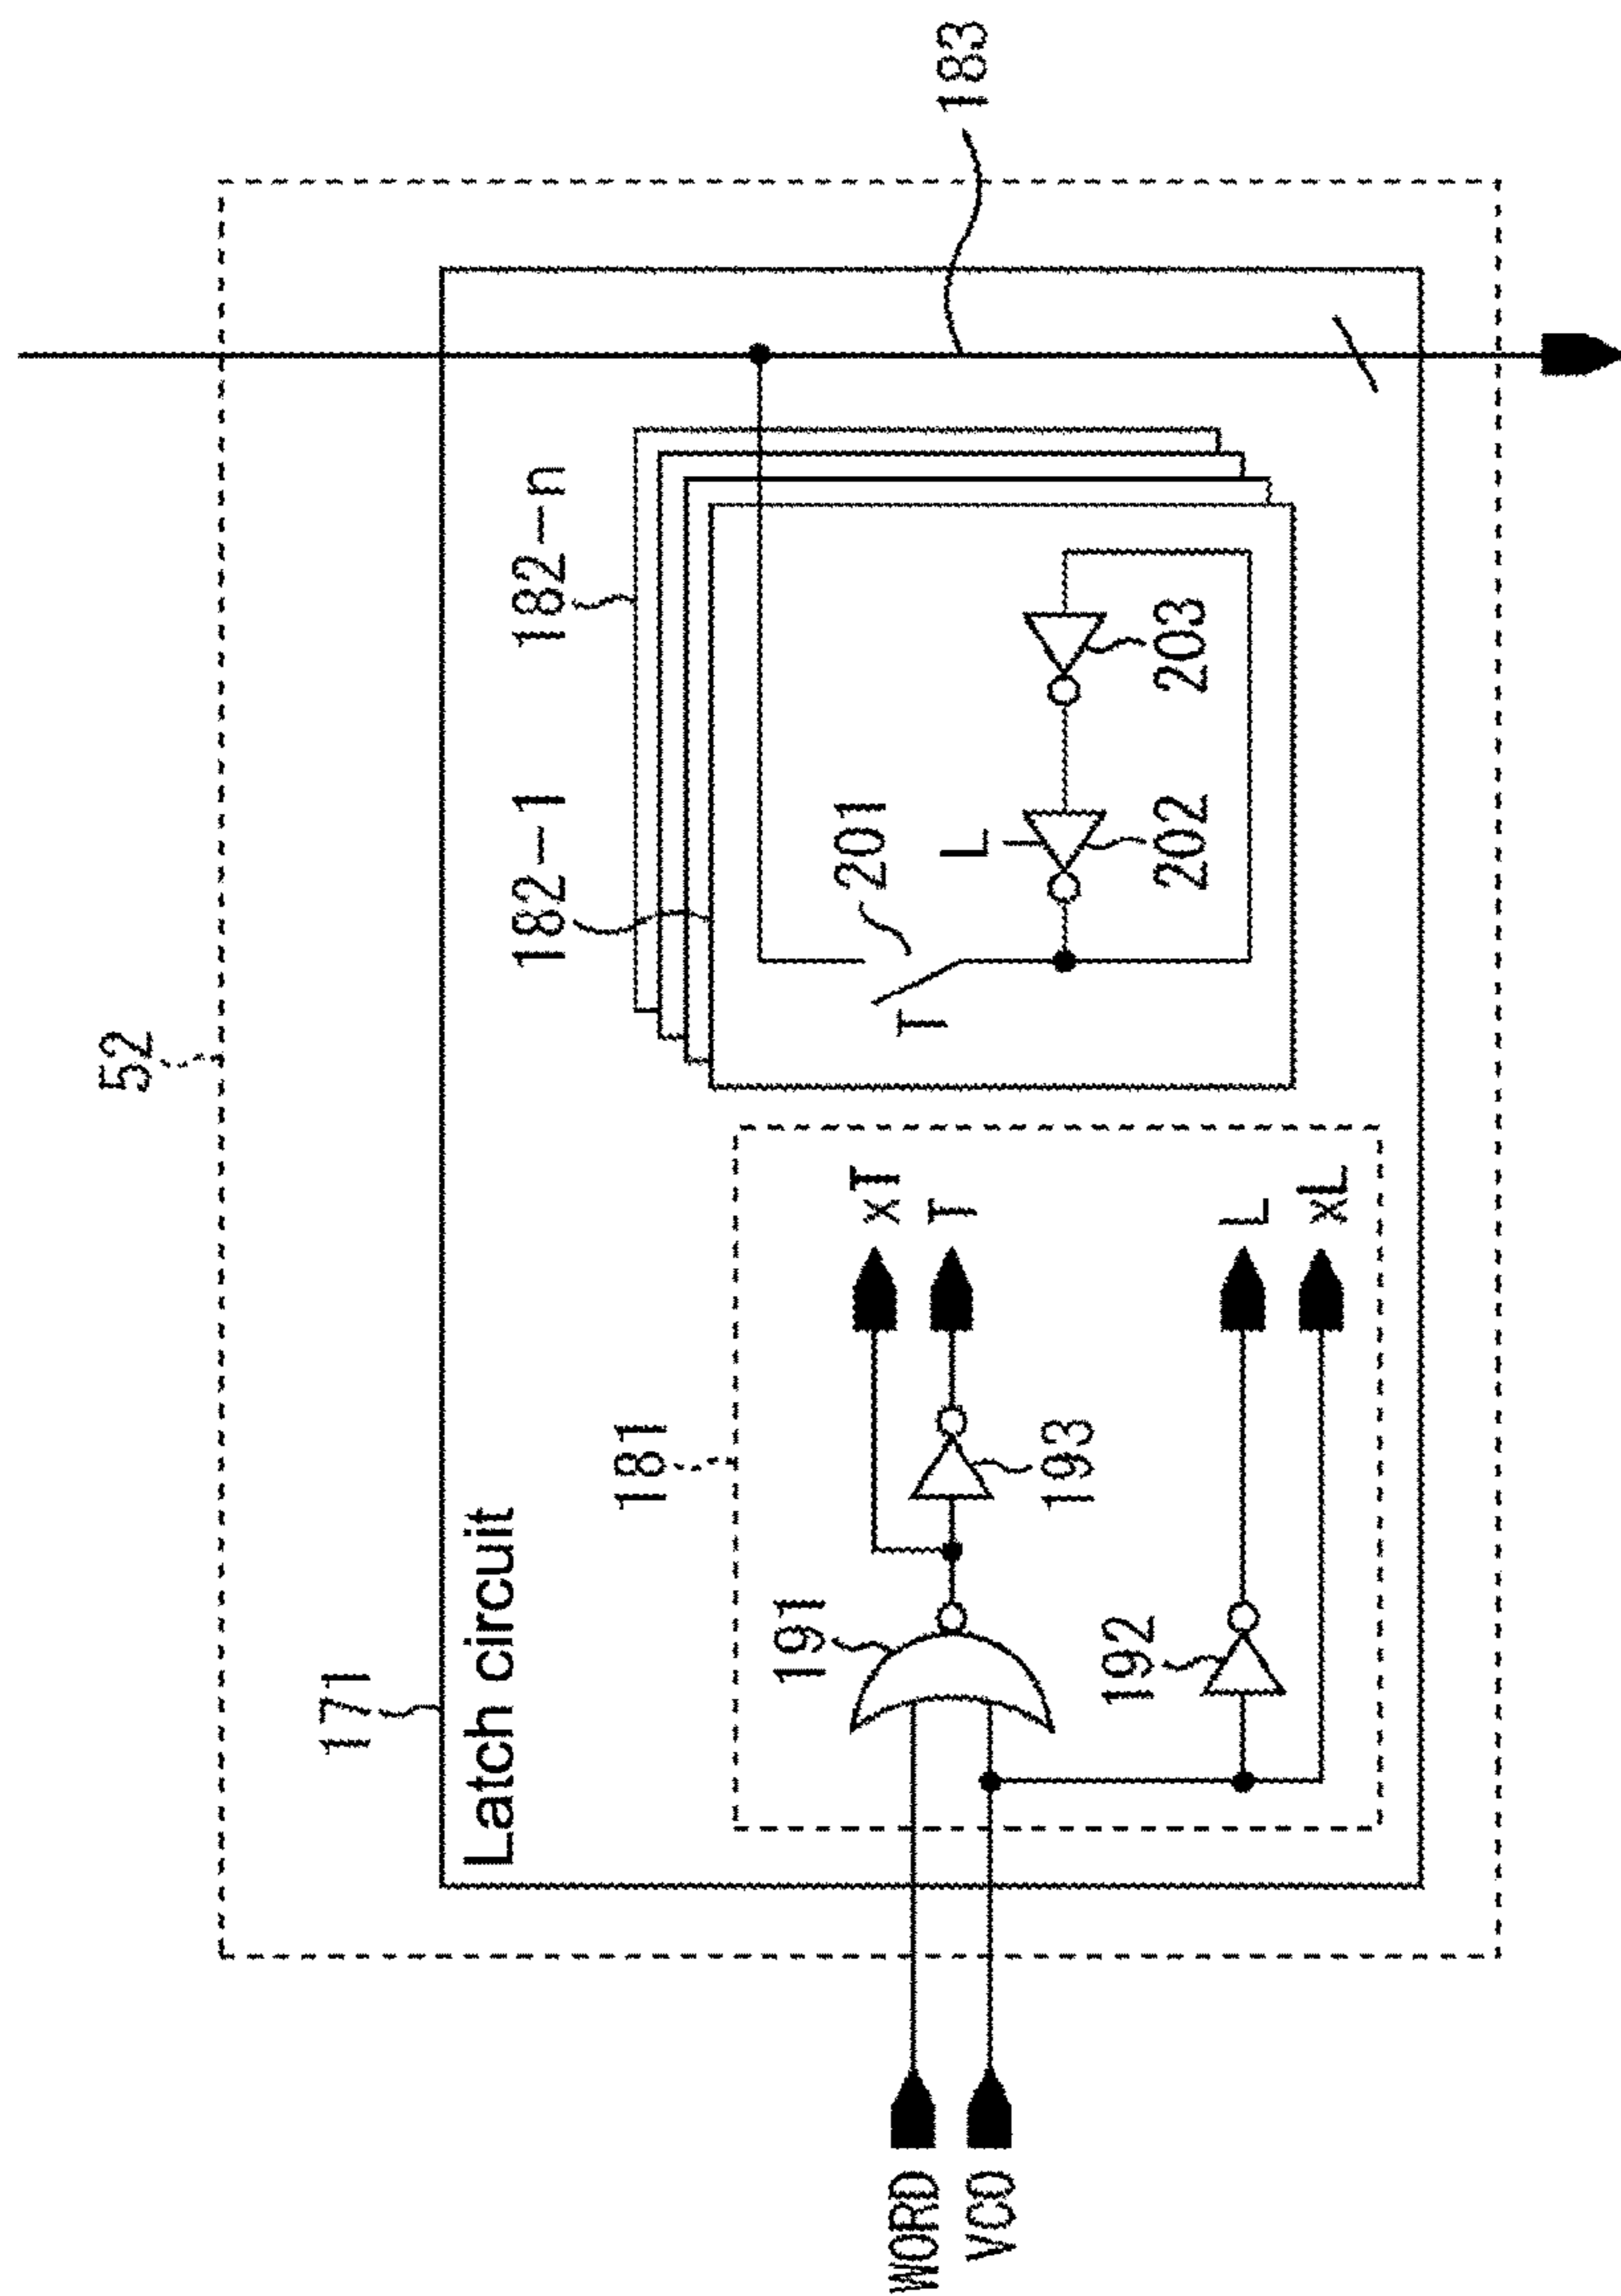 52
171
Latch circuit
181
182-1
182-n
183
191
xT
T
193
192
L
xL
T
201
L
202
203
WORD
VCO